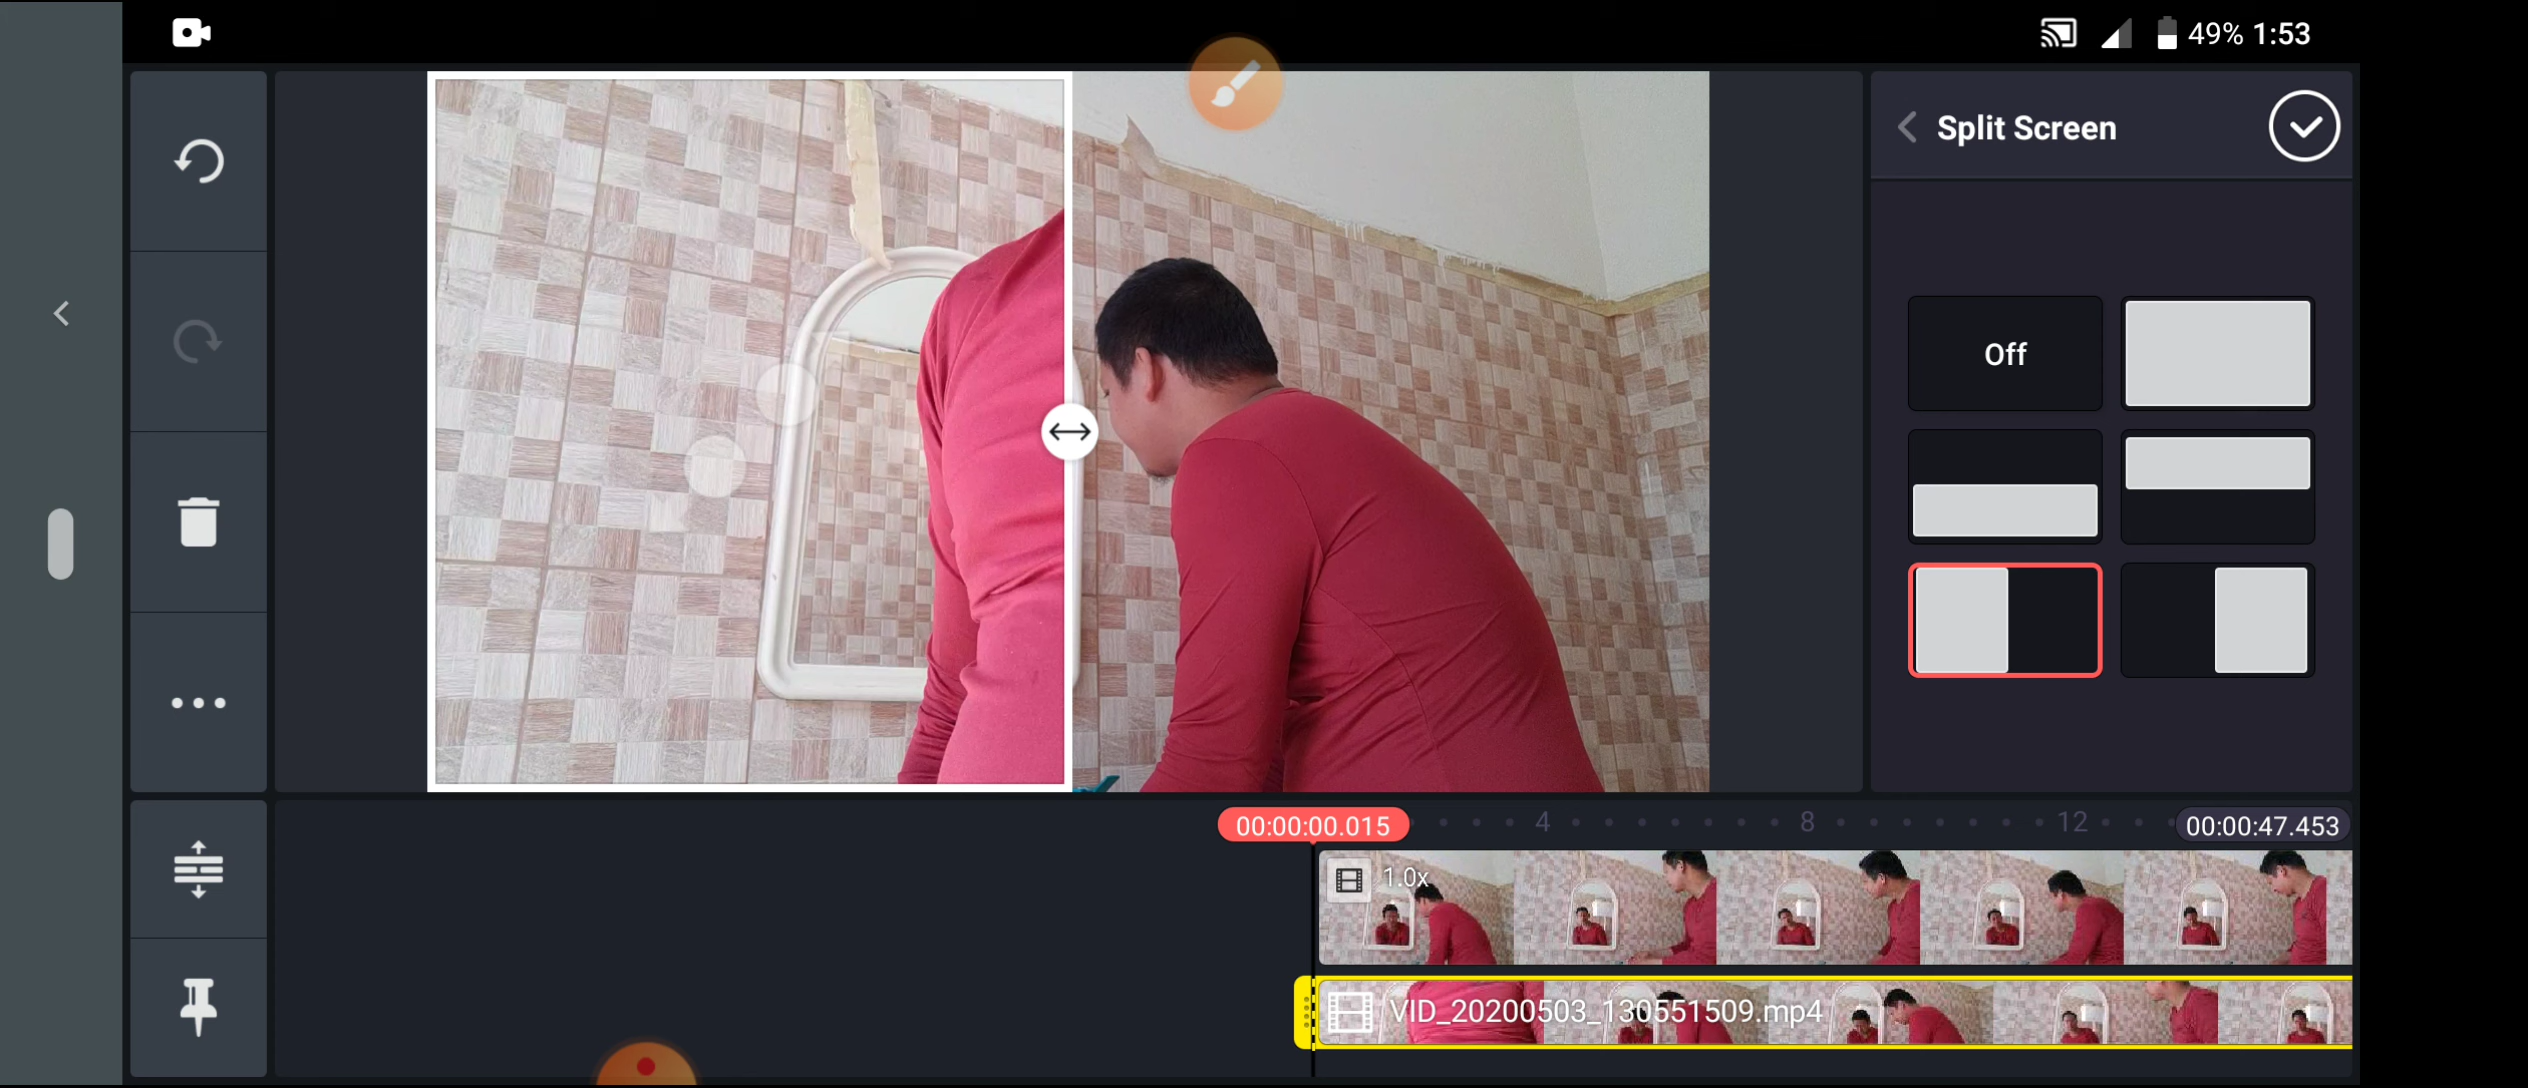 49% 1:53
Split Screen
Off
00:00:00.015
4
8
12
00:00:47.453
1.0x
VID_20200503_130551509.mp4